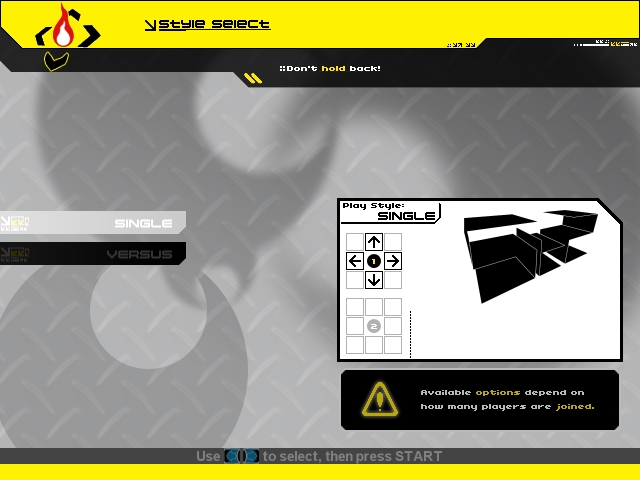 Style Select
::Don't hold back!
SINGLE
VERSUS
Play Style:
SINGLE
1
2
Available options depend on
how many players are joined.
Use to select, then press START